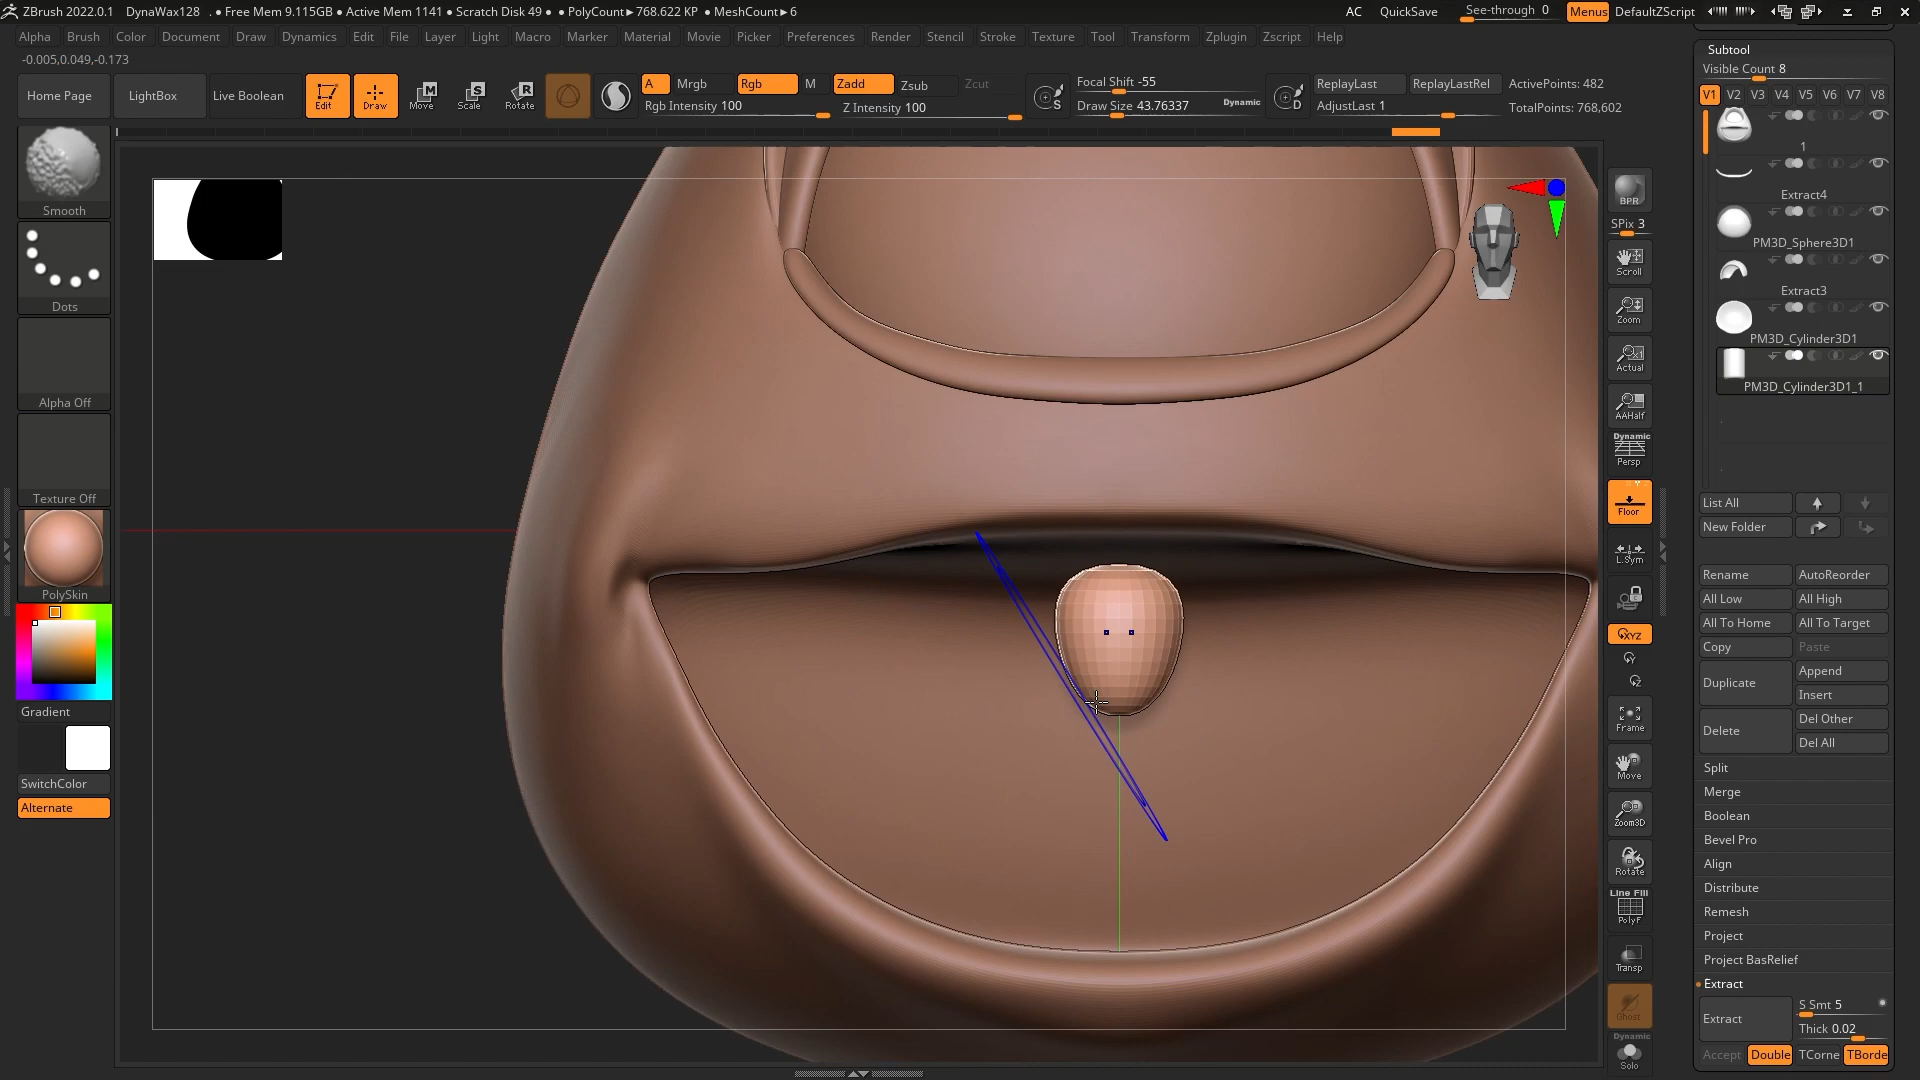 ZBrush 2022.0.1 DynaWax128 . ● Free Mem 9.115GB ● Active Mem 1141 ● Scratch Disk 49 ● ● PolyCount► 768.622 KP ● MeshCount► 6 AC QuickSave See-through 0 Menus DefaultZScript
Alpha Brush Color Document Draw Dynamics Edit File Layer Light Macro Marker Material Movie Picker Preferences Render Stencil Stroke Texture Tool Transform Zplugin Zscript Help
-0.005,0.049,-0.173
Home Page LightBox Live Boolean Edit Draw Move Scale Rotate
A Mrgb Rgb M Zadd Zsub Zcut
Rgb Intensity 100 Z Intensity 100
S Focal Shift -55
Draw Size 43.76337 Dynamic
D ReplayLast ReplayLastRel ActivePoints: 482
AdjustLast 1 TotalPoints: 768,602
Smooth
Dots
Alpha Off
Texture Off
PolySkin
Gradient
SwitchColor
Alternate
BPR
SPix 3
Scroll
Zoom
Actual
AAHalf
Dynamic
Persp
Floor
L.Sym
XYZ
Y
Z
Frame
Move
Zoom3D
Rotate
Line Fill
PolyF
Transp
Ghost
Dynamic
Solo
Subtool
Visible Count 8
V1 V2 V3 V4 V5 V6 V7 V8
1
Extract4
PM3D_Sphere3D1
Extract3
PM3D_Cylinder3D1
PM3D_Cylinder3D1_1
List All
New Folder
Rename AutoReorder
All Low All High
All To Home All To Target
Copy Paste
Duplicate Append
Insert
Delete Del Other
Del All
Split
Merge
Boolean
Bevel Pro
Align
Distribute
Remesh
Project
Project BasRelief
Extract
Extract S Smt 5
Thick 0.02
Accept Double TCorne TBorde